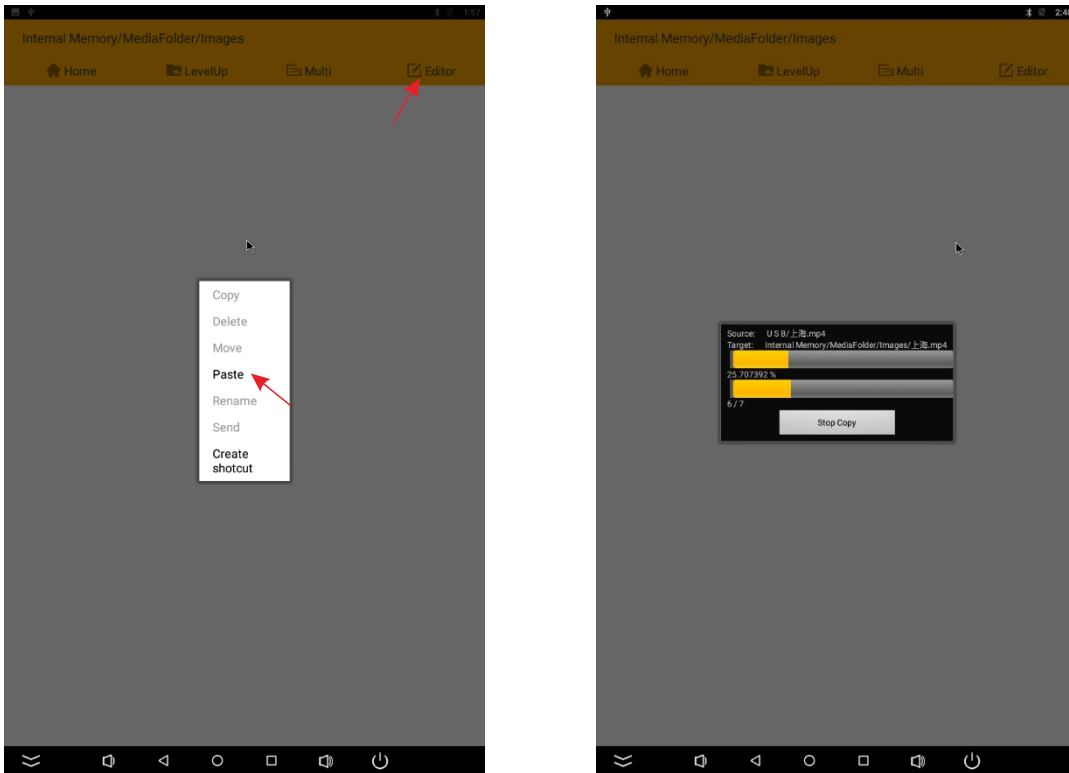 1:57
Internal Memory/MediaFolder/Images
Home LevelUp Multi Editor
Copy
Delete
Move
Paste
Rename
Send
Create
shotcut
Internal Memory/MediaFolder/Images
Home LevelUp Multi Editor
Source: U S B/上海.mp4
Target: Internal Memory/MediaFolder/Images/上海.mp4
25.707392 %
6 / 7
Stop Copy